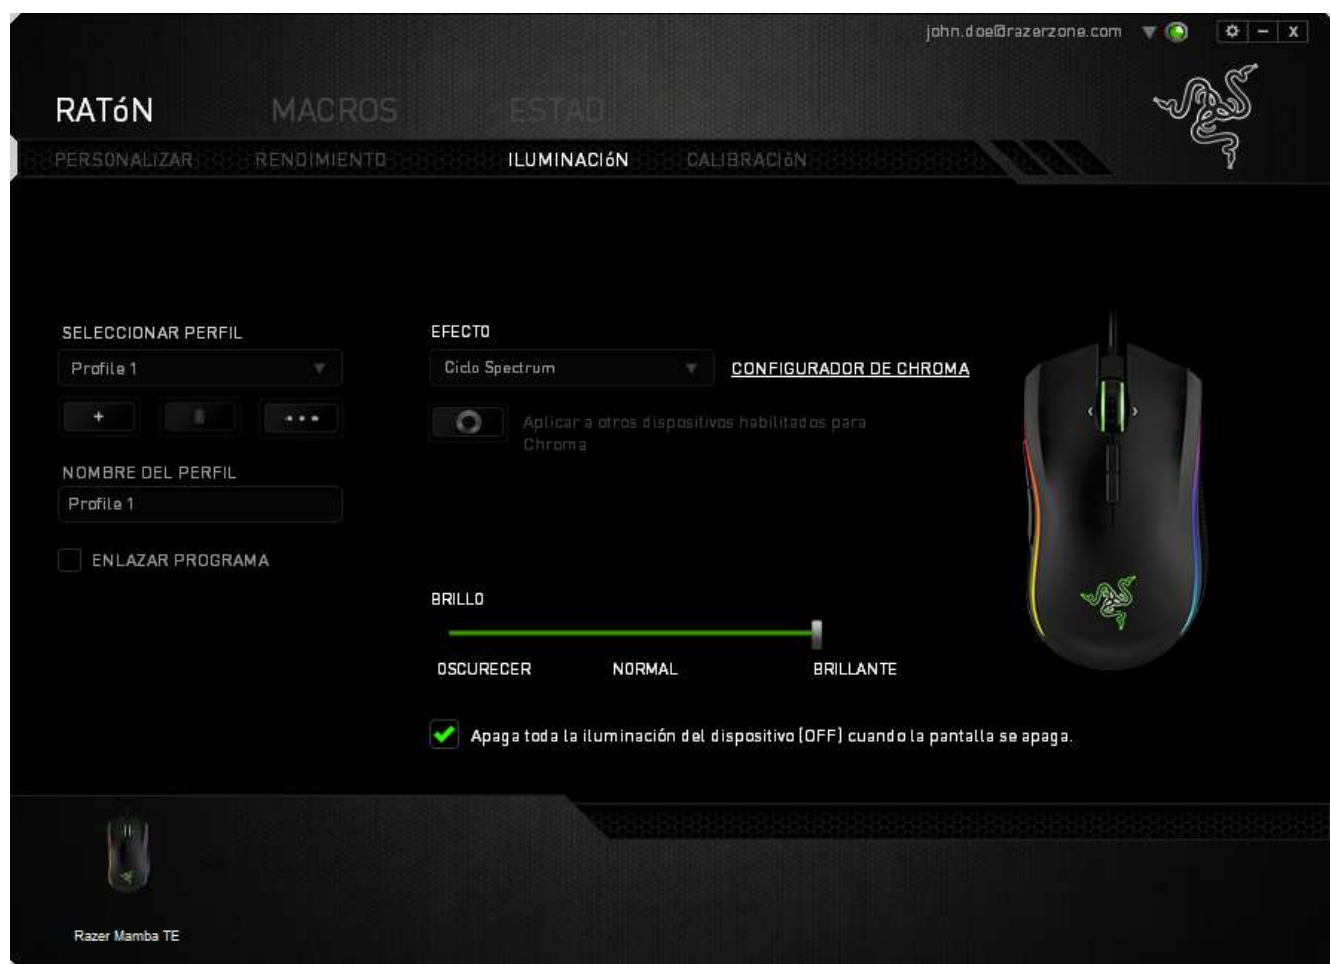 john.doe@razerzone.com
RATóN MACROS ESTAD
PERSONALIZAR RENDIMIENTO ILUMINACIóN CALIBRACIóN
SELECCIONAR PERFIL
Profile 1
NOMBRE DEL PERFIL
Profile 1
ENLAZAR PROGRAMA
EFECTO
Ciclo Spectrum
CONFIGURADOR DE CHROMA
Aplicar a otros dispositivos habilitados para
Chroma
BRILLO
OSCURECER NORMAL BRILLANTE
Apaga toda la iluminación del dispositivo (OFF) cuando la pantalla se apaga.
Razer Mamba TE